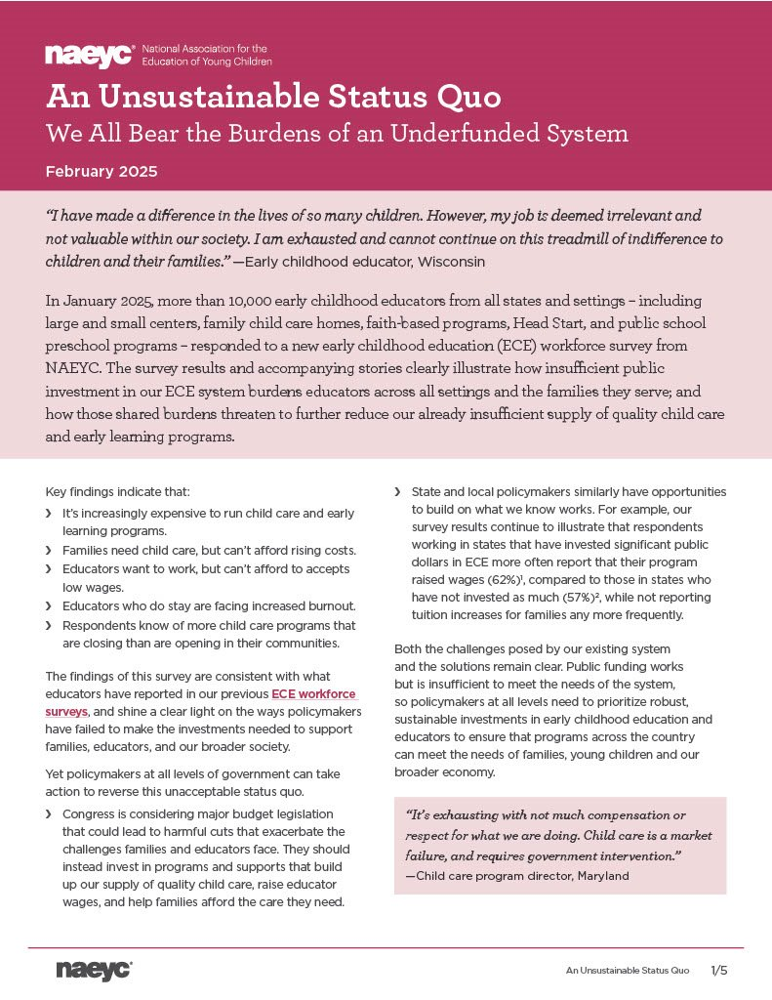 naeyc® National Association for the
Education of Young Children
An Unsustainable Status Quo
We All Bear the Burdens of an Underfunded System
February 2025
“I have made a difference in the lives of so many children. However, my job is deemed irrelevant and
not valuable within our society. I am exhausted and cannot continue on this treadmill of indifference to
children and their families.” —Early childhood educator, Wisconsin
In January 2025, more than 10,000 early childhood educators from all states and settings – including
large and small centers, family child care homes, faith-based programs, Head Start, and public school
preschool programs – responded to a new early childhood education (ECE) workforce survey from
NAEYC. The survey results and accompanying stories clearly illustrate how insufficient public
investment in our ECE system burdens educators across all settings and the families they serve; and
how those shared burdens threaten to further reduce our already insufficient supply of quality child care
and early learning programs.
Key findings indicate that:
❯ It’s increasingly expensive to run child care and early
learning programs.
❯ Families need child care, but can’t afford rising costs.
❯ Educators want to work, but can’t afford to accepts
low wages.
❯ Educators who do stay are facing increased burnout.
❯ Respondents know of more child care programs that
are closing than are opening in their communities.
The findings of this survey are consistent with what
educators have reported in our previous ECE workforce
surveys, and shine a clear light on the ways policymakers
have failed to make the investments needed to support
families, educators, and our broader society.
Yet policymakers at all levels of government can take
action to reverse this unacceptable status quo.
❯ Congress is considering major budget legislation
that could lead to harmful cuts that exacerbate the
challenges families and educators face. They should
instead invest in programs and supports that build
up our supply of quality child care, raise educator
wages, and help families afford the care they need.
❯ State and local policymakers similarly have opportunities
to build on what we know works. For example, our
survey results continue to illustrate that respondents
working in states that have invested significant public
dollars in ECE more often report that their program
raised wages (62%)¹, compared to those in states who
have not invested as much (57%)², while not reporting
tuition increases for families any more frequently.
Both the challenges posed by our existing system
and the solutions remain clear. Public funding works
but is insufficient to meet the needs of the system,
so policymakers at all levels need to prioritize robust,
sustainable investments in early childhood education and
educators to ensure that programs across the country
can meet the needs of families, young children and our
broader economy.
“It’s exhausting with not much compensation or
respect for what we are doing. Child care is a market
failure, and requires government intervention.”
—Child care program director, Maryland
naeyc®
An Unsustainable Status Quo 1/5